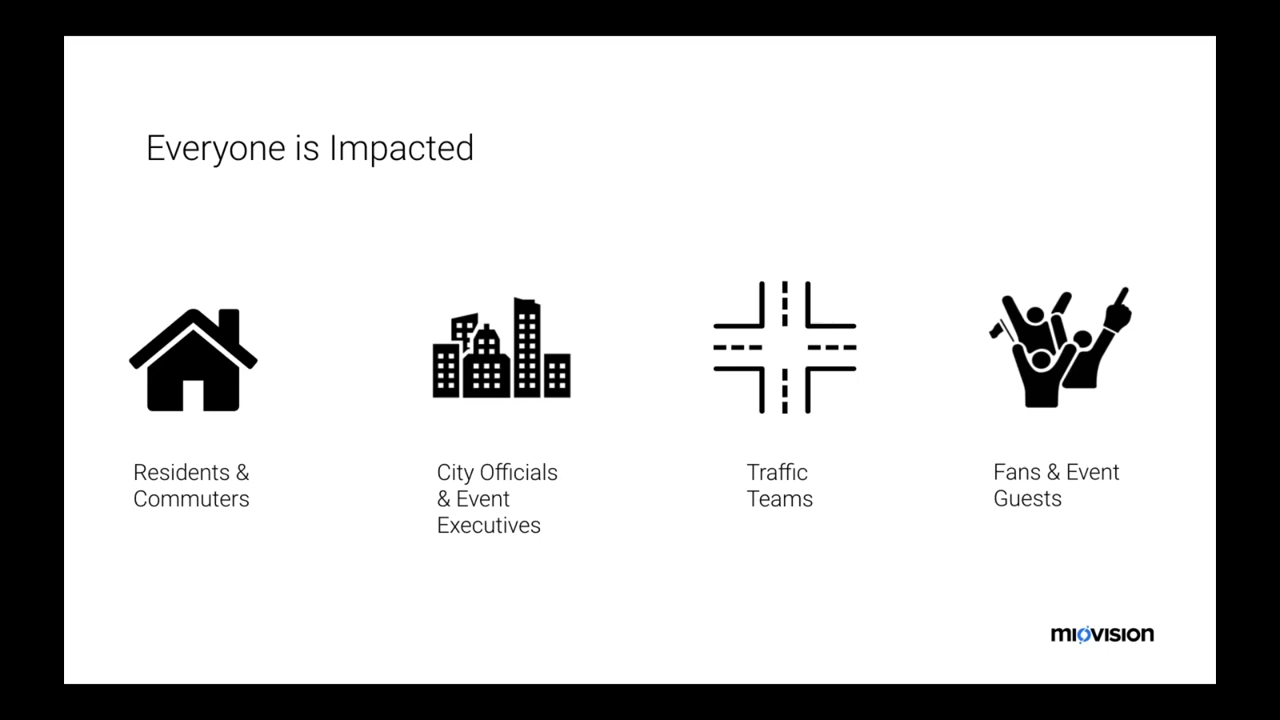 Everyone is Impacted
Residents &
Commuters
City Officials
& Event
Executives
Traffic
Teams
Fans & Event
Guests
miovision